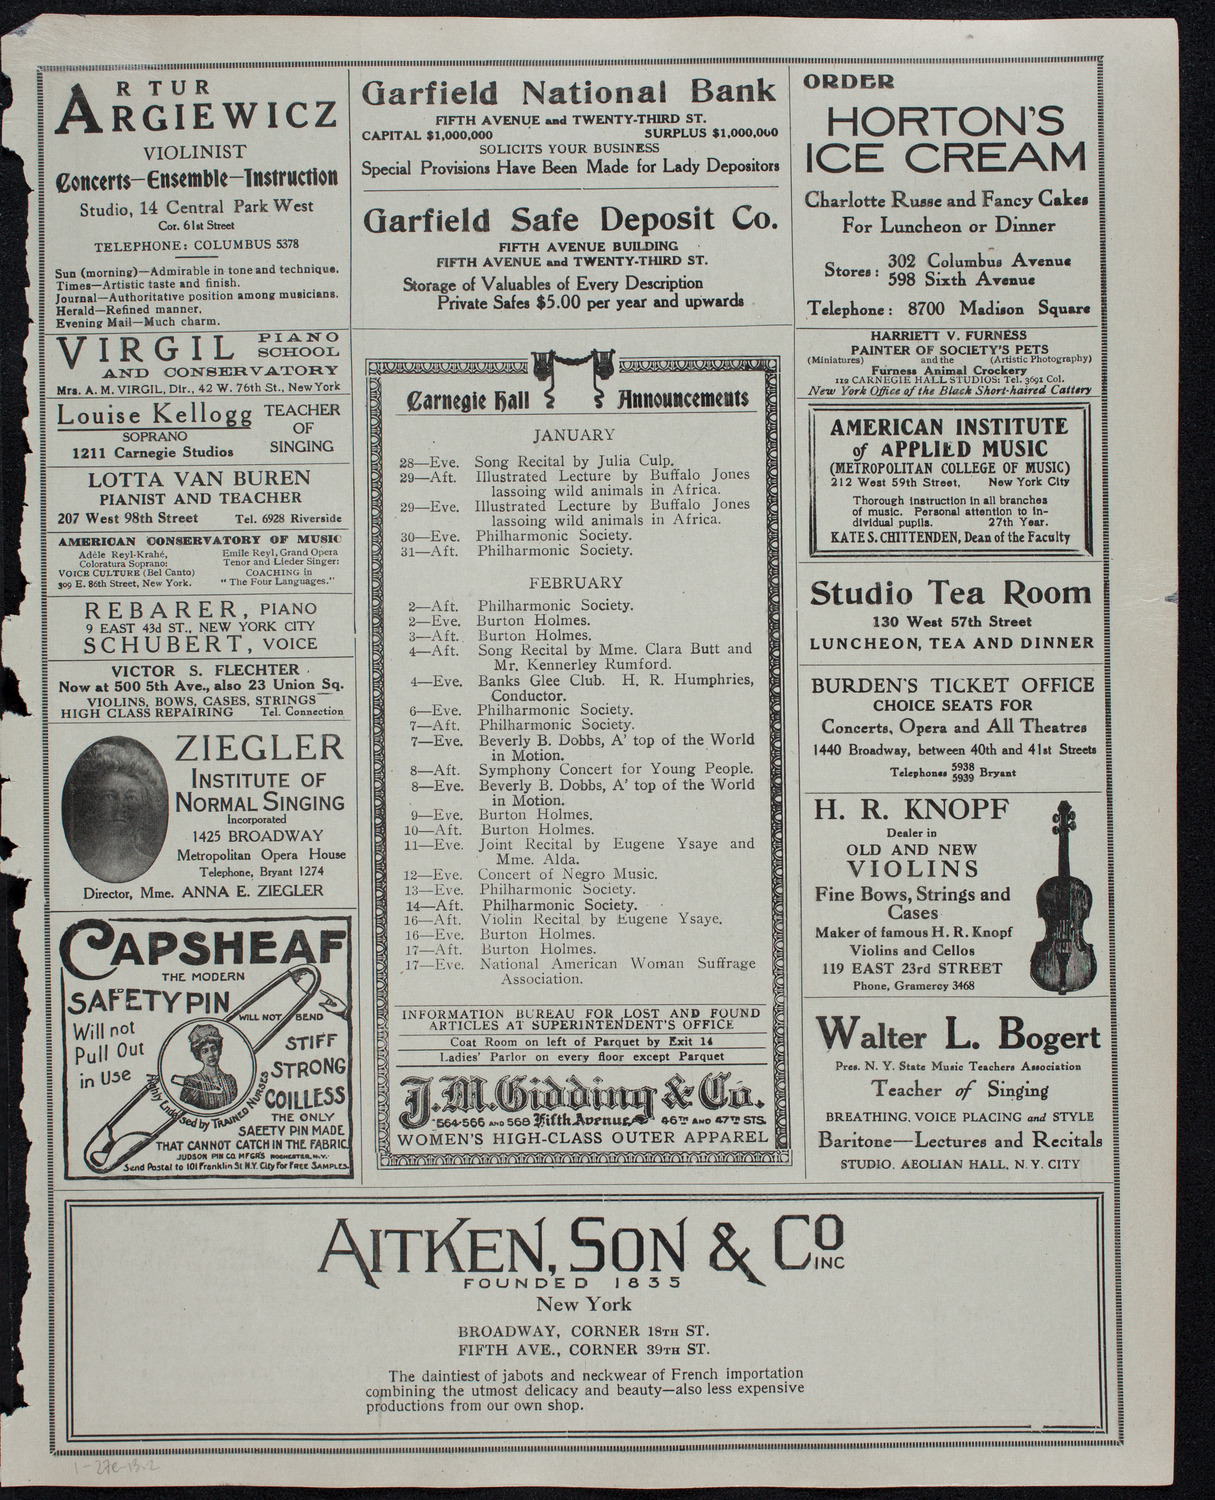 ARTUR
ARGIEWICZ
VIOLINIST
Concerts—Ensemble—Instruction
Studio, 14 Central Park West
Cor. 61st Street
TELEPHONE: COLUMBUS 5378
Sun (morning)—Admirable in tone and technique.
Times—Artistic taste and finish.
Journal—Authoritative position among musicians.
Herald—Refined manner.
Evening Mail—Much charm.
VIRGIL PIANO SCHOOL
AND CONSERVATORY
Mrs. A. M. VIRGIL, Dir., 42 W. 76th St., New York
Louise Kellogg TEACHER OF SINGING
SOPRANO
1211 Carnegie Studios
LOTTA VAN BUREN
PIANIST AND TEACHER
207 West 98th Street Tel. 6928 Riverside
AMERICAN CONSERVATORY OF MUSIC
Adèle Reyl-Krahé, Emile Reyl, Grand Opera
Coloratura Soprano: Tenor and Lieder Singer:
VOICE CULTURE (Bel Canto) COACHING in
309 E. 86th Street, New York. "The Four Languages."
REBARER, PIANO
9 EAST 43d ST., NEW YORK CITY
SCHUBERT, VOICE
VICTOR S. FLECHTER
Now at 500 5th Ave., also 23 Union Sq.
VIOLINS, BOWS, CASES, STRINGS
HIGH CLASS REPAIRING Tel. Connection
ZIEGLER
INSTITUTE OF
NORMAL SINGING
Incorporated
1425 BROADWAY
Metropolitan Opera House
Telephone, Bryant 1274
Director, Mme. ANNA E. ZIEGLER
CAPSHEAF
THE MODERN
SAFETY PIN
WILL NOT BEND
Will not
Pull Out
in Use
STIFF
STRONG
COILLESS
Highly Endorsed by TRAINED NURSES
THE ONLY
SAFETY PIN MADE
THAT CANNOT CATCH IN THE FABRIC.
JUDSON PIN CO. MFG'RS ROCHESTER, N.Y.
Send Postal to 101 Franklin St. N.Y. City For FREE SAMPLES.
Garfield National Bank
FIFTH AVENUE and TWENTY-THIRD ST.
CAPITAL $1,000,000 SURPLUS $1,000,000
SOLICITS YOUR BUSINESS
Special Provisions Have Been Made for Lady Depositors
Garfield Safe Deposit Co.
FIFTH AVENUE BUILDING
FIFTH AVENUE and TWENTY-THIRD ST.
Storage of Valuables of Every Description
Private Safes $5.00 per year and upwards
Carnegie Hall Announcements
JANUARY
28—Eve. Song Recital by Julia Culp.
29—Aft. Illustrated Lecture by Buffalo Jones
lassoing wild animals in Africa.
29—Eve. Illustrated Lecture by Buffalo Jones
lassoing wild animals in Africa.
30—Eve. Philharmonic Society.
31—Aft. Philharmonic Society.
FEBRUARY
2—Aft. Philharmonic Society.
2—Eve. Burton Holmes.
3—Aft. Burton Holmes.
4—Aft. Song Recital by Mme. Clara Butt and
Mr. Kennerley Rumford.
4—Eve. Banks Glee Club. H. R. Humphries,
Conductor.
6—Eve. Philharmonic Society.
7—Aft. Philharmonic Society.
7—Eve. Beverly B. Dobbs, A' top of the World
in Motion.
8—Aft. Symphony Concert for Young People.
8—Eve. Beverly B. Dobbs, A' top of the World
in Motion.
9—Eve. Burton Holmes.
10—Aft. Burton Holmes.
11—Eve. Joint Recital by Eugene Ysaye and
Mme. Alda.
12—Eve. Concert of Negro Music.
13—Eve. Philharmonic Society.
14—Aft. Philharmonic Society.
16—Aft. Violin Recital by Eugene Ysaye.
16—Eve. Burton Holmes.
17—Aft. Burton Holmes.
17—Eve. National American Woman Suffrage
Association.
INFORMATION BUREAU FOR LOST AND FOUND
ARTICLES AT SUPERINTENDENT'S OFFICE
Coat Room on left of Parquet by Exit 14
Ladies' Parlor on every floor except Parquet
J. M. Gidding & Co.
564-566 AND 568 Fifth Avenue 46TH AND 47TH STS.
WOMEN'S HIGH-CLASS OUTER APPAREL
ORDER
HORTON'S
ICE CREAM
Charlotte Russe and Fancy Cakes
For Luncheon or Dinner
Stores: 302 Columbus Avenue
598 Sixth Avenue
Telephone: 8700 Madison Square
HARRIETT V. FURNESS
PAINTER OF SOCIETY'S PETS
(Miniatures) and the (Artistic Photography)
Furness Animal Crockery
112 CARNEGIE HALL STUDIOS: Tel. 3691 Col.
New York Office of the Black Short-haired Cattery
AMERICAN INSTITUTE
of APPLIED MUSIC
(METROPOLITAN COLLEGE OF MUSIC)
212 West 59th Street, New York City
Thorough instruction in all branches
of music. Personal attention to in-
dividual pupils. 27th Year.
KATE S. CHITTENDEN, Dean of the Faculty
Studio Tea Room
130 West 57th Street
LUNCHEON, TEA AND DINNER
BURDEN'S TICKET OFFICE
CHOICE SEATS FOR
Concerts, Opera and All Theatres
1440 Broadway, between 40th and 41st Streets
Telephones 5938 5939 Bryant
H. R. KNOPF
Dealer in
OLD AND NEW
VIOLINS
Fine Bows, Strings and
Cases
Maker of famous H. R. Knopf
Violins and Cellos
119 EAST 23rd STREET
Phone, Gramercy 3468
Walter L. Bogert
Pres. N. Y. State Music Teachers Association
Teacher of Singing
BREATHING, VOICE PLACING and STYLE
Baritone—Lectures and Recitals
STUDIO, AEOLIAN HALL, N. Y. CITY
AITKEN, SON & CO INC
FOUNDED 1835
New York
BROADWAY, CORNER 18TH ST.
FIFTH AVE., CORNER 39TH ST.
The daintiest of jabots and neckwear of French importation
combining the utmost delicacy and beauty—also less expensive
productions from our own shop.